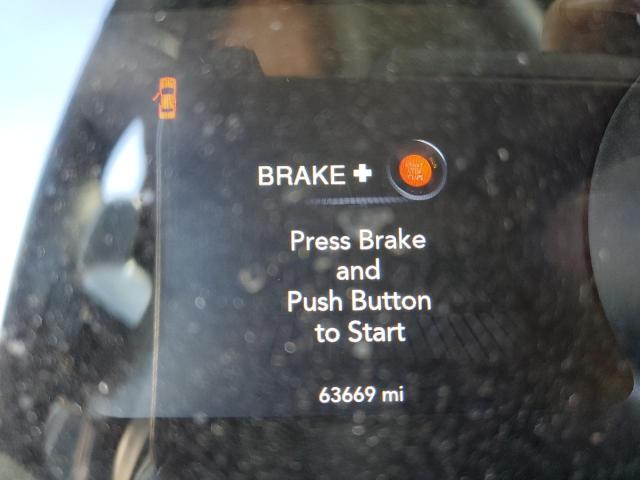 BRAKE +
Press Brake
and
Push Button
to Start
63669 mi